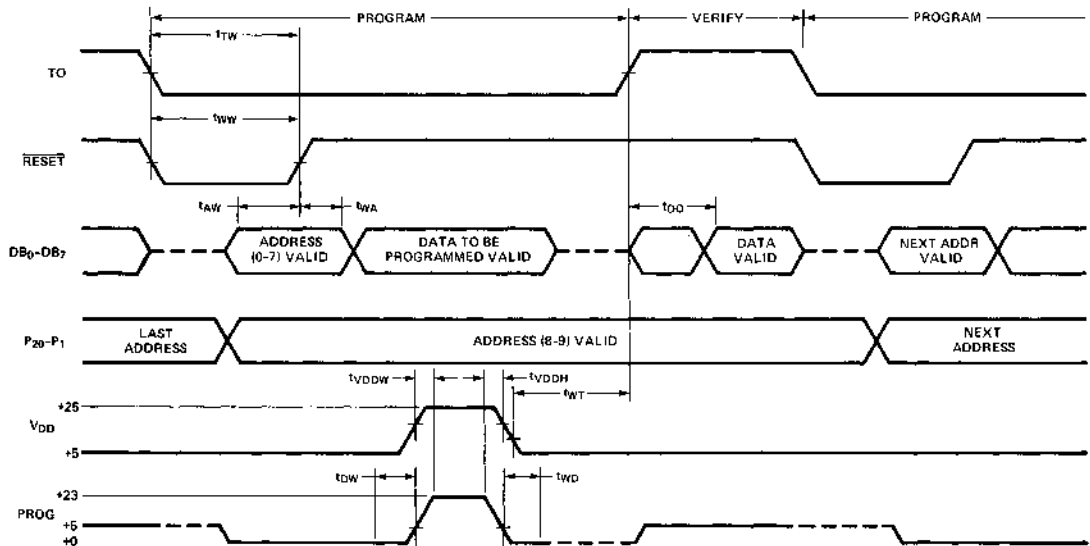 PROGRAM VERIFY PROGRAM
tTW
TO
tWW
RESET
tAW tWA tDO
DB0-DB7 ADDRESS (0-7) VALID DATA TO BE PROGRAMMED VALID DATA VALID NEXT ADDR VALID
P20-P1 LAST ADDRESS ADDRESS (8-9) VALID NEXT ADDRESS
tVDDW tVDDH
tWT
+25
VDD
+5
tDW tWD
+23
PROG
+5
+0